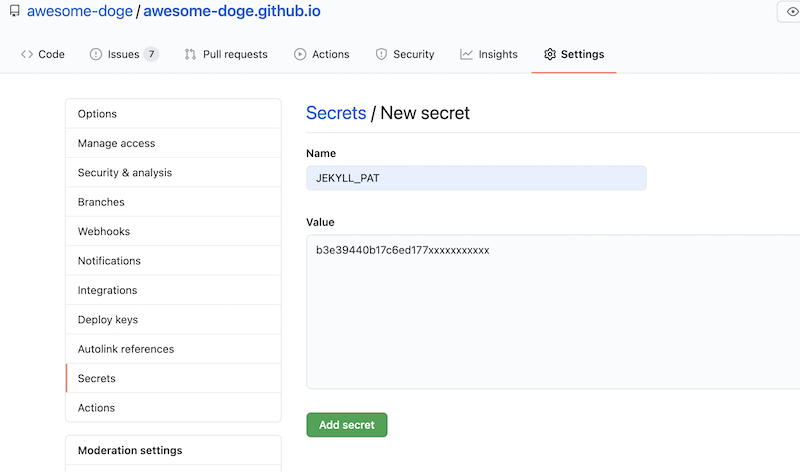 awesome-doge / awesome-doge.github.io
Code Issues 7 Pull requests Actions Security Insights Settings
Options
Manage access
Security & analysis
Branches
Webhooks
Notifications
Integrations
Deploy keys
Autolink references
Secrets
Actions
Moderation settings
Secrets / New secret
Name
JEKYLL_PAT
Value
b3e39440b17c6ed177xxxxxxxxxxx
Add secret